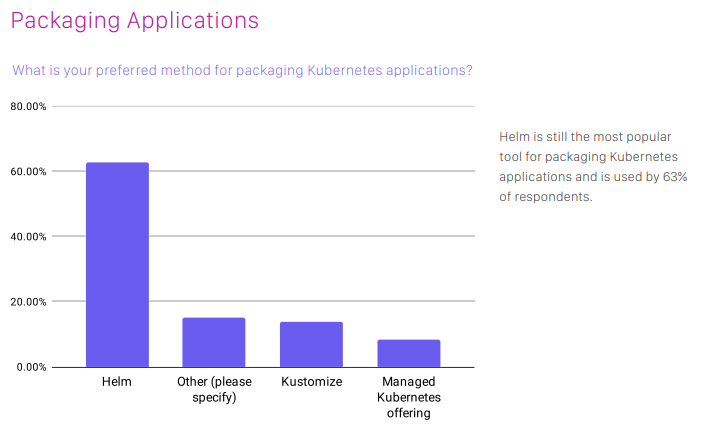 Packaging Applications
What is your preferred method for packaging Kubernetes applications?
80.00%
60.00%
40.00%
20.00%
0.00%
Helm
Other (please
specify)
Kustomize
Managed
Kubernetes
offering
Helm is still the most popular
tool for packaging Kubernetes
applications and is used by 63%
of respondents.